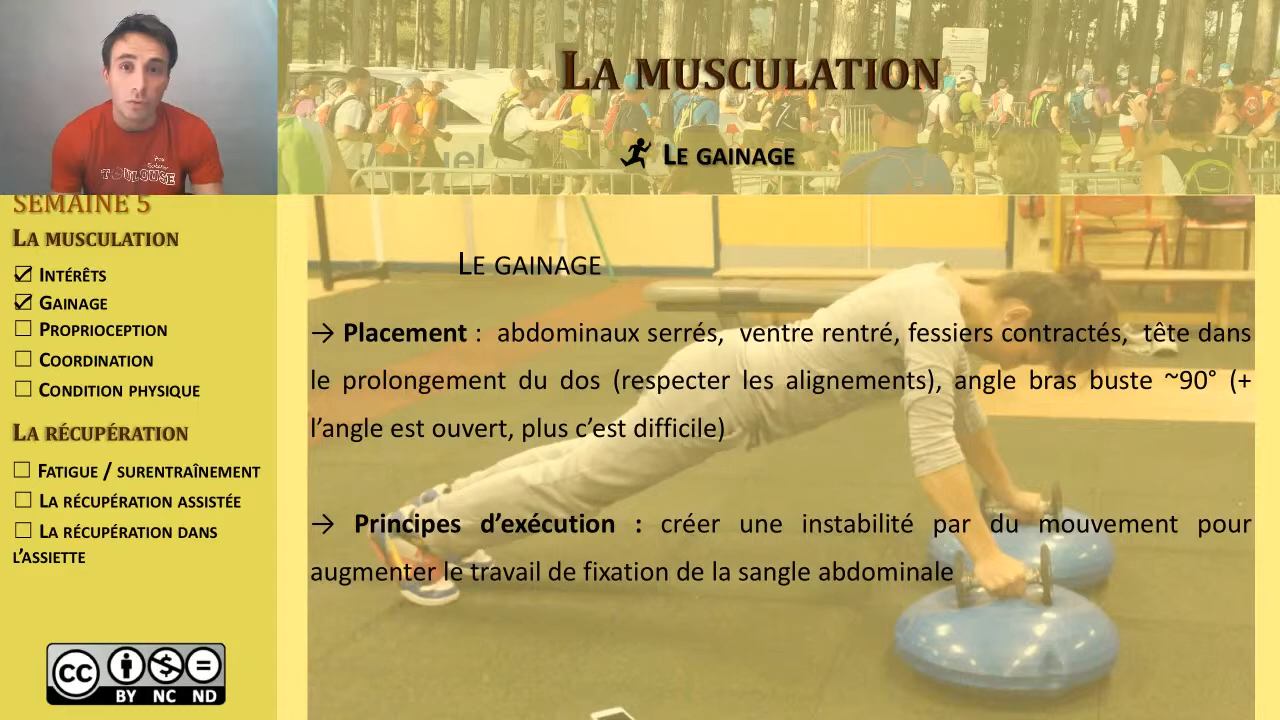 LA MUSCULATION
LE GAINAGE
TOULOUSE
SEMAINE 5
LA MUSCULATION
☑ INTÉRÊTS
☑ GAINAGE
☐ PROPRIOCEPTION
☐ COORDINATION
☐ CONDITION PHYSIQUE
LA RÉCUPÉRATION
☐ FATIGUE / SURENTRAÎNEMENT
☐ LA RÉCUPÉRATION ASSISTÉE
☐ LA RÉCUPÉRATION DANS
L'ASSIETTE
CC BY NC ND
LE GAINAGE
→ Placement : abdominaux serrés, ventre rentré, fessiers contractés, tête dans
le prolongement du dos (respecter les alignements), angle bras buste ~90° (+
l'angle est ouvert, plus c'est difficile)
→ Principes d'exécution : créer une instabilité par du mouvement pour
augmenter le travail de fixation de la sangle abdominale